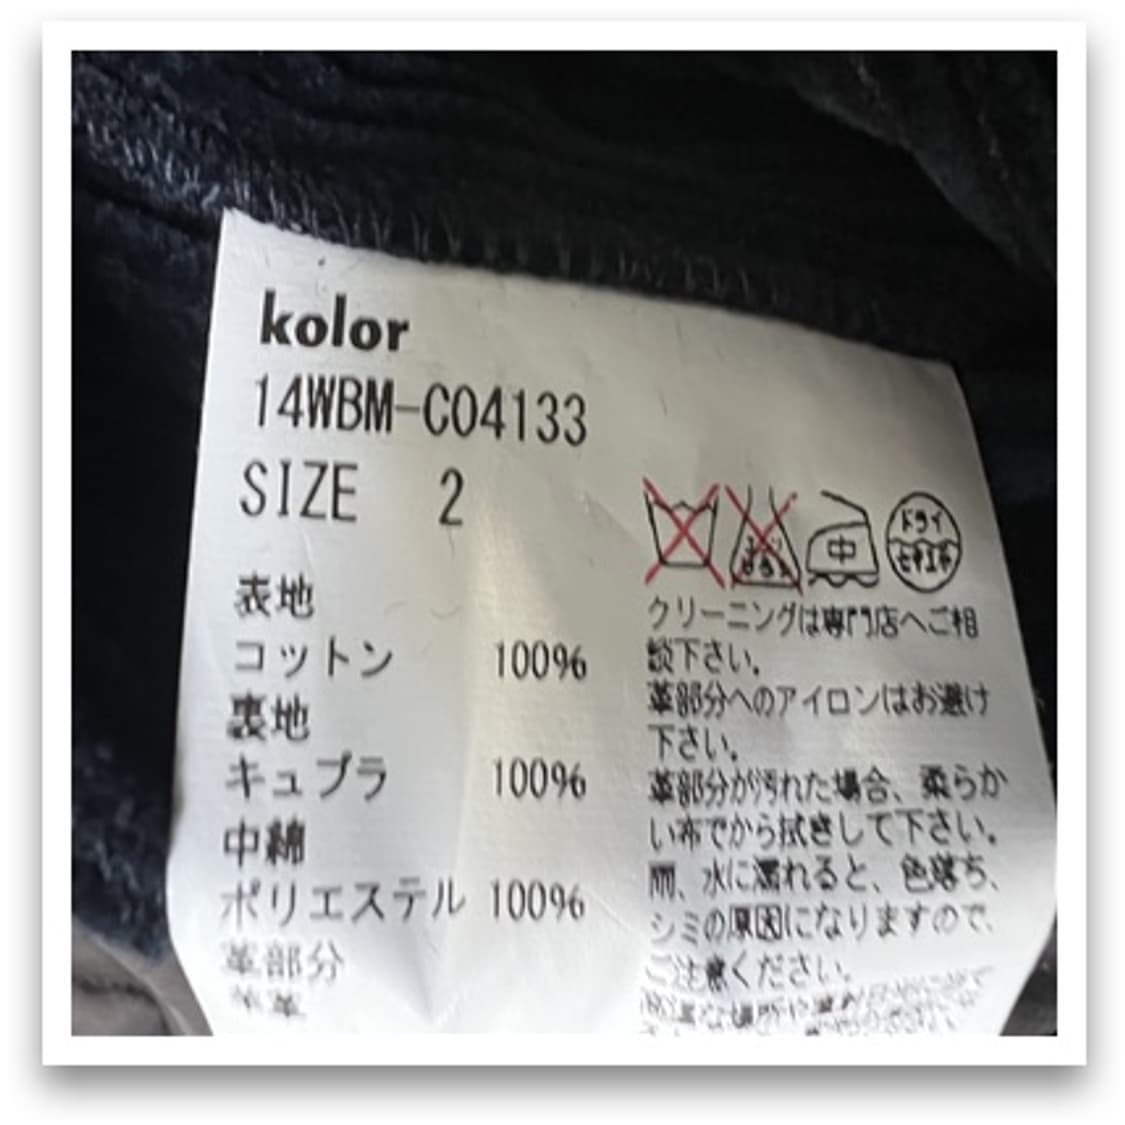 kolor
14WBM-C04133
SIZE 2
表地
コットン 100%
裏地
キュプラ 100%
中綿
ポリエステル 100%
革部分
羊革
中
ドライ
セキユ系
クリーニングは専門店へご相
談下さい。
革部分へのアイロンはお避け
下さい。
革部分が汚れた場合、柔らか
い布でから拭きして下さい。
雨、水に濡れると、色落ち、
シミの原因になりますので、
ご注意ください。